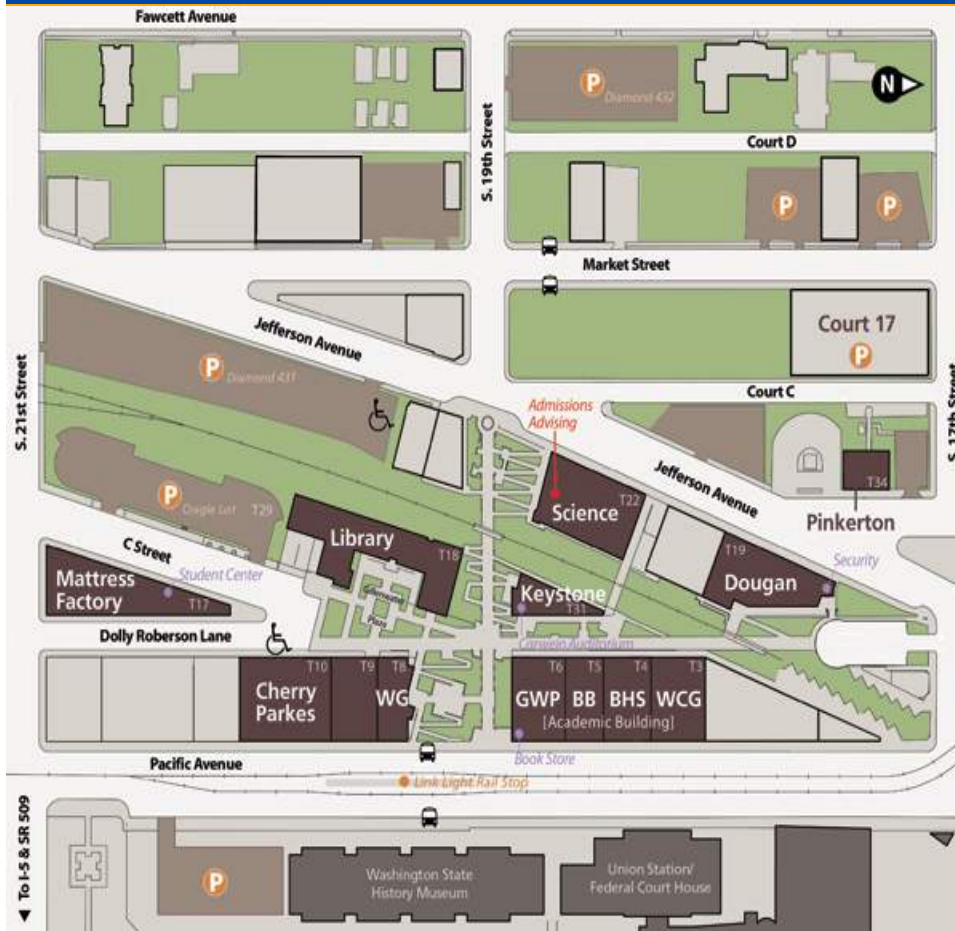 Fawcett Avenue
P
Diamond 432
N
S. 19th Street
Court D
P
P
Market Street
Court 17
P
Jefferson Avenue
S. 21st Street
P
Diamond 431
Court C
S. 17th Street
Admissions
Advising
Jefferson Avenue
P
T29
Science
T22
T34
Pinkerton
Library
T18
C Street
Student Center
Mattress
Factory
T17
T19
Dougan
Security
Keystone
T31
Plaza
Dolly Roberson Lane
Carwein Auditorium
T10
T9
T8
T6
T5
T4
T3
Cherry
Parkes
WG
GWP
BB
BHS
WCG
[Academic Building]
Pacific Avenue
Book Store
Link Light Rail Stop
To I-5 & SR 509
P
Washington State
History Museum
Union Station/
Federal Court House